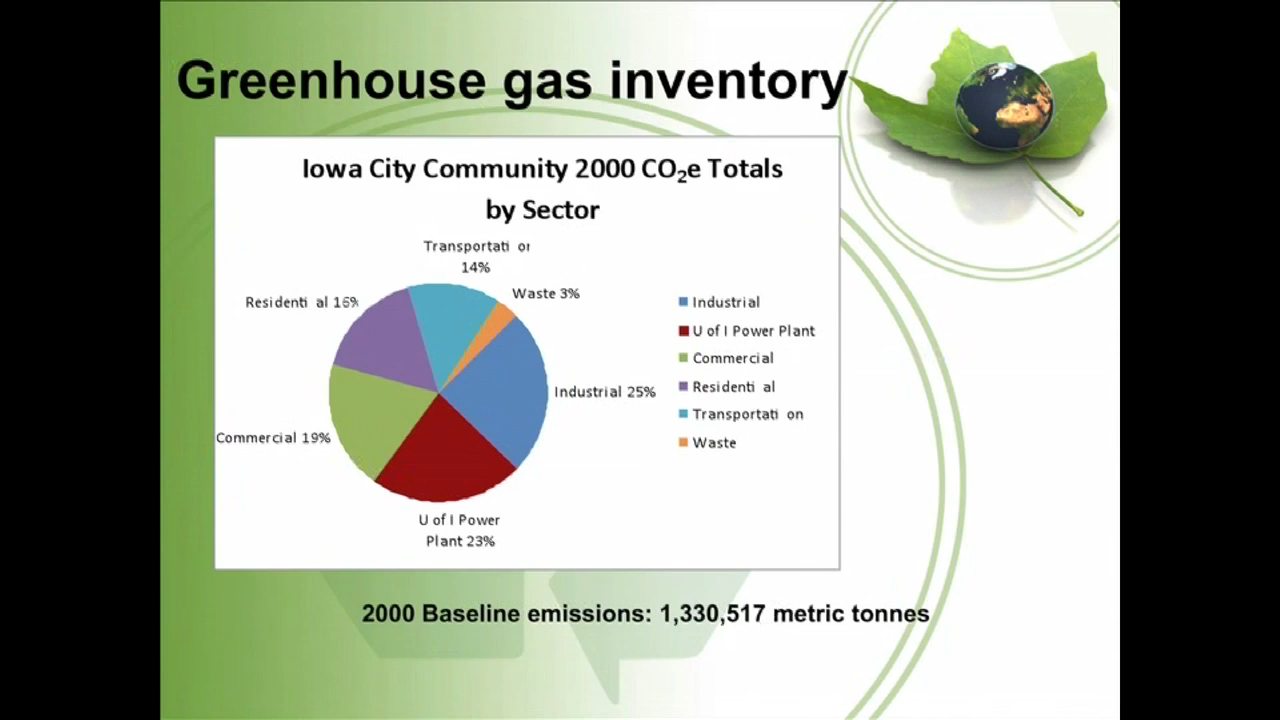 Greenhouse gas inventory
Iowa City Community 2000 CO₂e Totals
by Sector
Transportati on
14%
Waste 3%
Residenti al 16%
Industrial 25%
Commercial 19%
U of I Power
Plant 23%
Industrial
U of I Power Plant
Commercial
Residenti al
Transportati on
Waste
2000 Baseline emissions: 1,330,517 metric tonnes